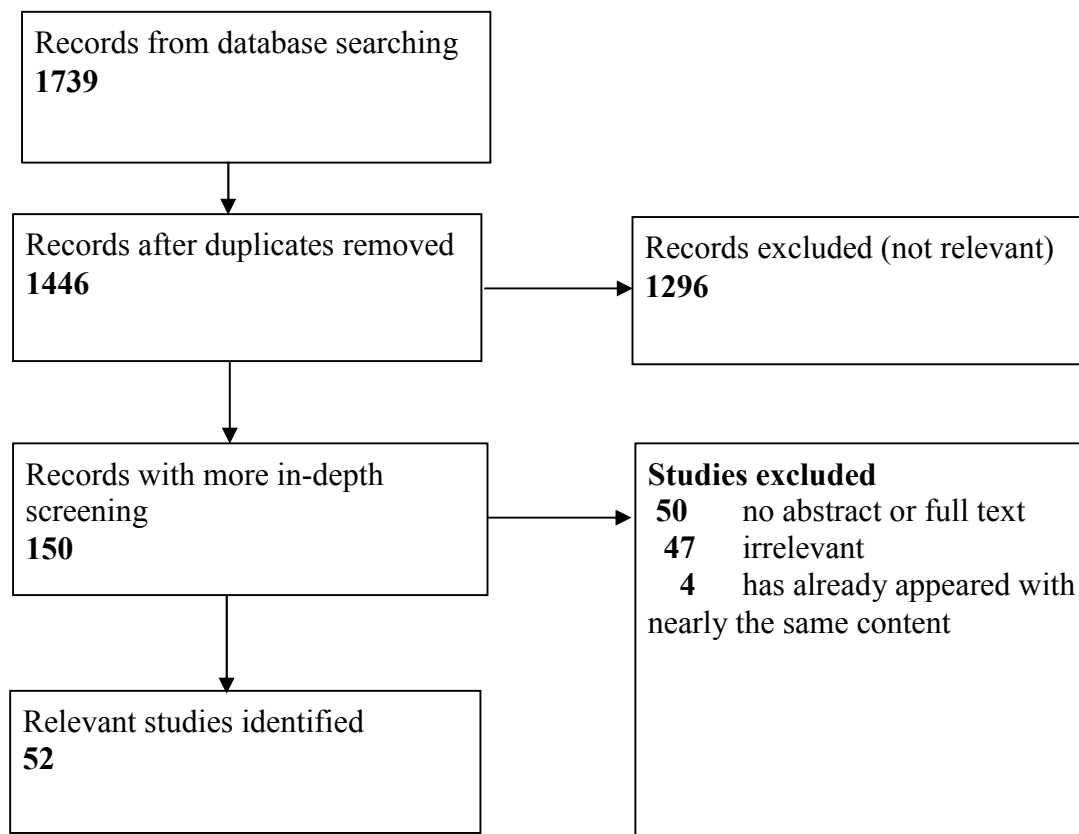 Records from database searching
1739
Records after duplicates removed
1446
Records excluded (not relevant)
1296
Records with more in-depth
screening
150
Studies excluded
50 no abstract or full text
47 irrelevant
4 has already appeared with
nearly the same content
Relevant studies identified
52